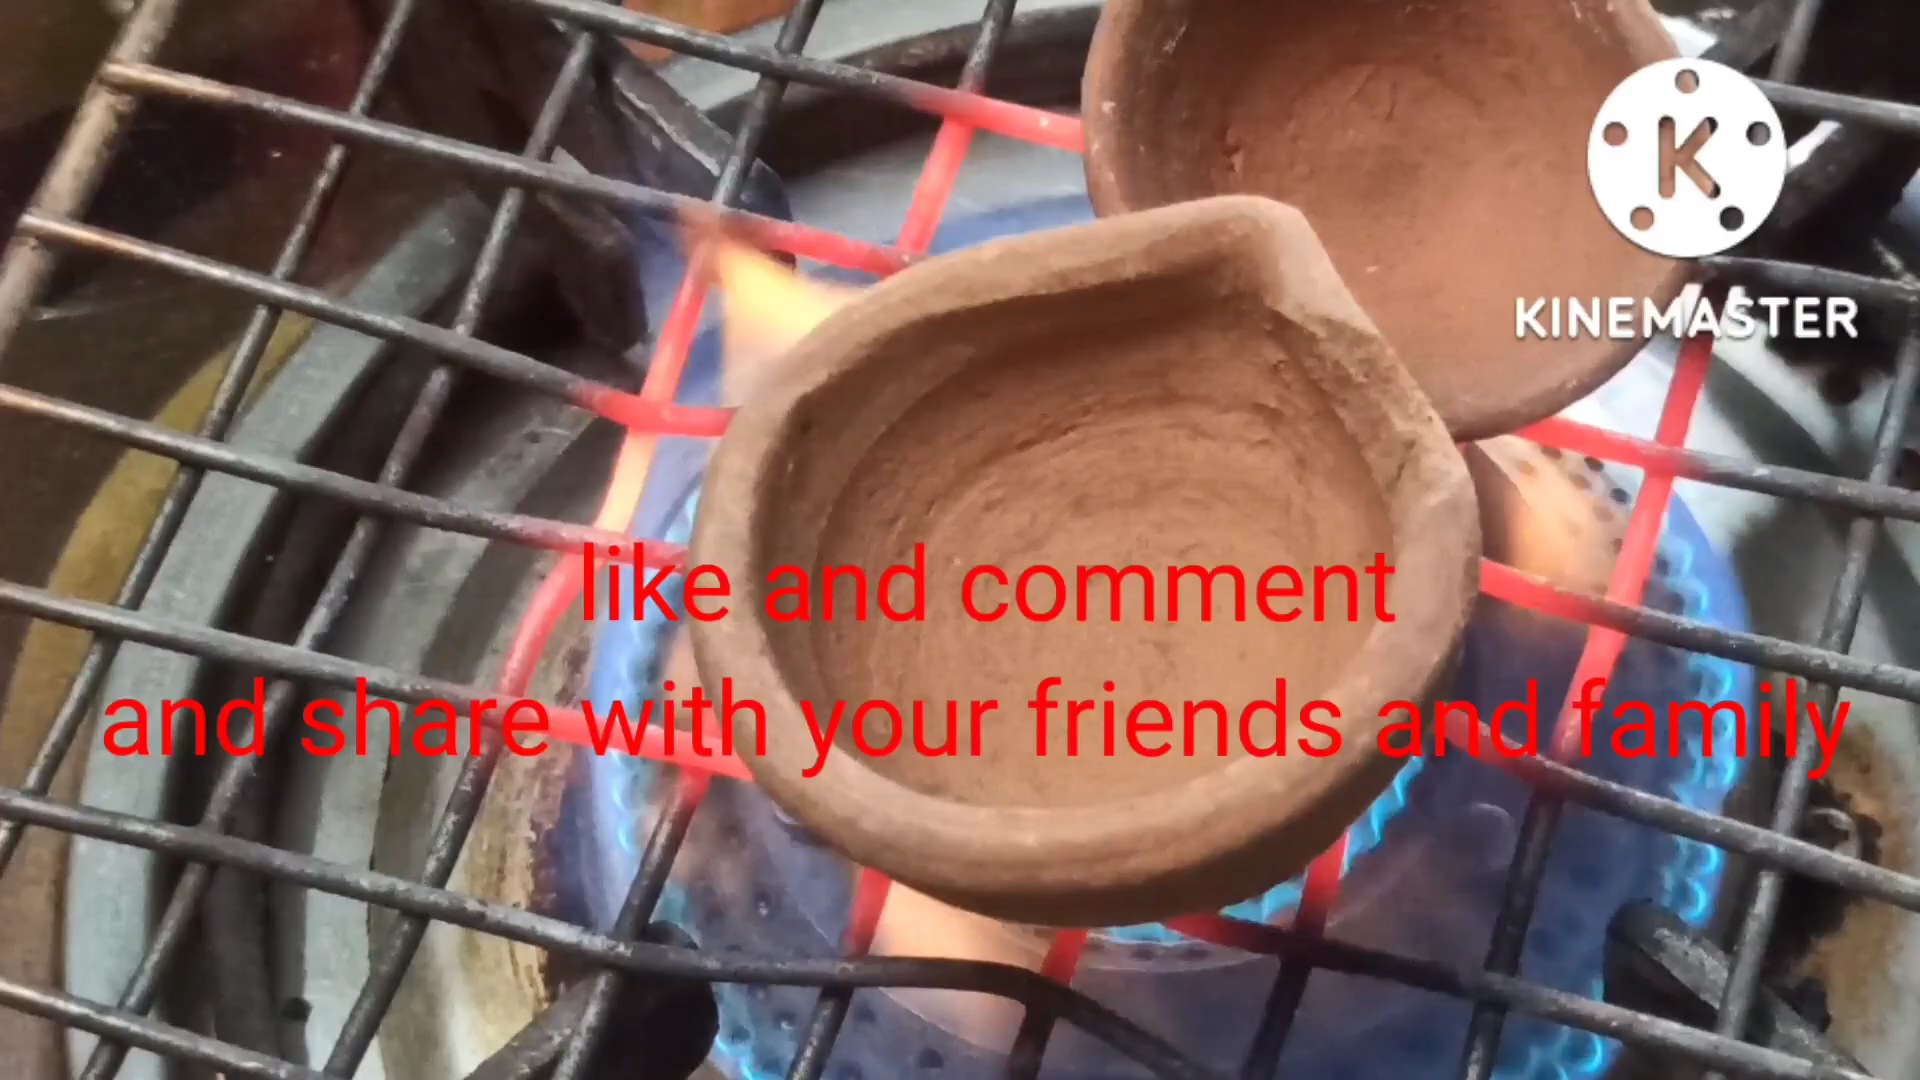 K
KINEMASTER
like and comment
and share with your friends and family